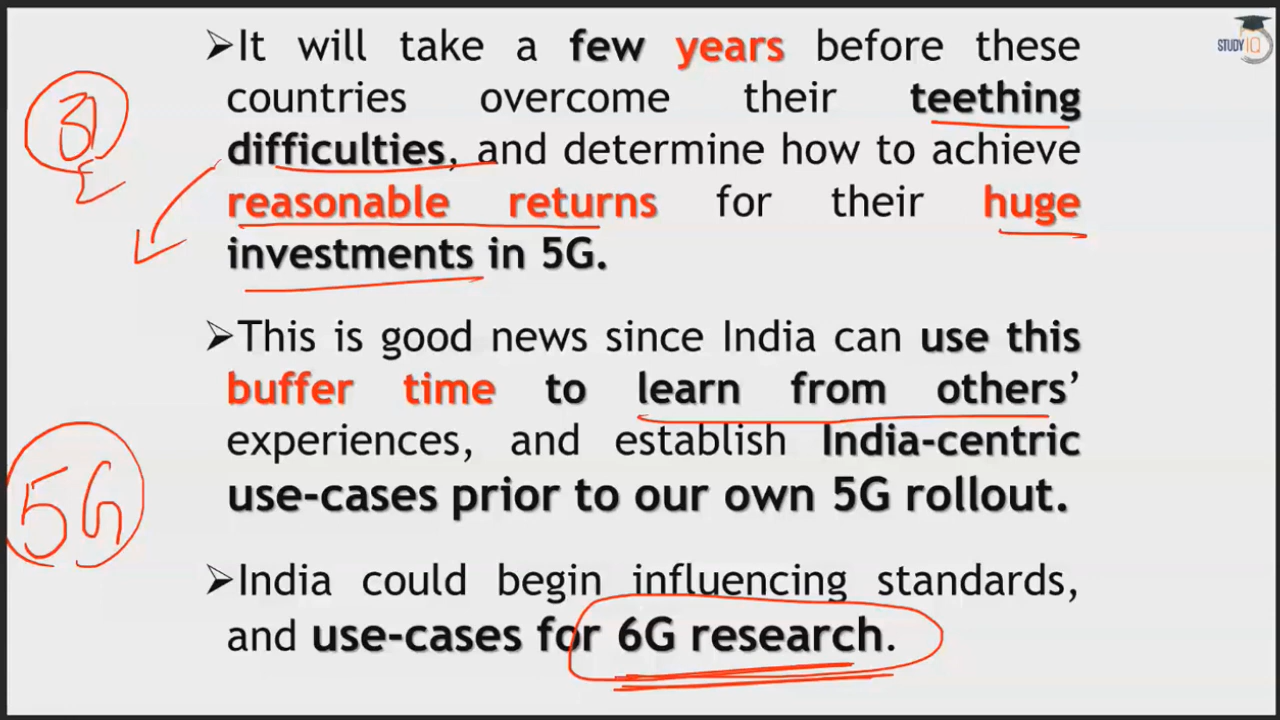 ➢It will take a few years before these
countries overcome their teething
difficulties, and determine how to achieve
reasonable returns for their huge
investments in 5G.
➢This is good news since India can use this
buffer time to learn from others’
experiences, and establish India-centric
use-cases prior to our own 5G rollout.
5G
➢India could begin influencing standards,
and use-cases for 6G research.
STUDY IQ